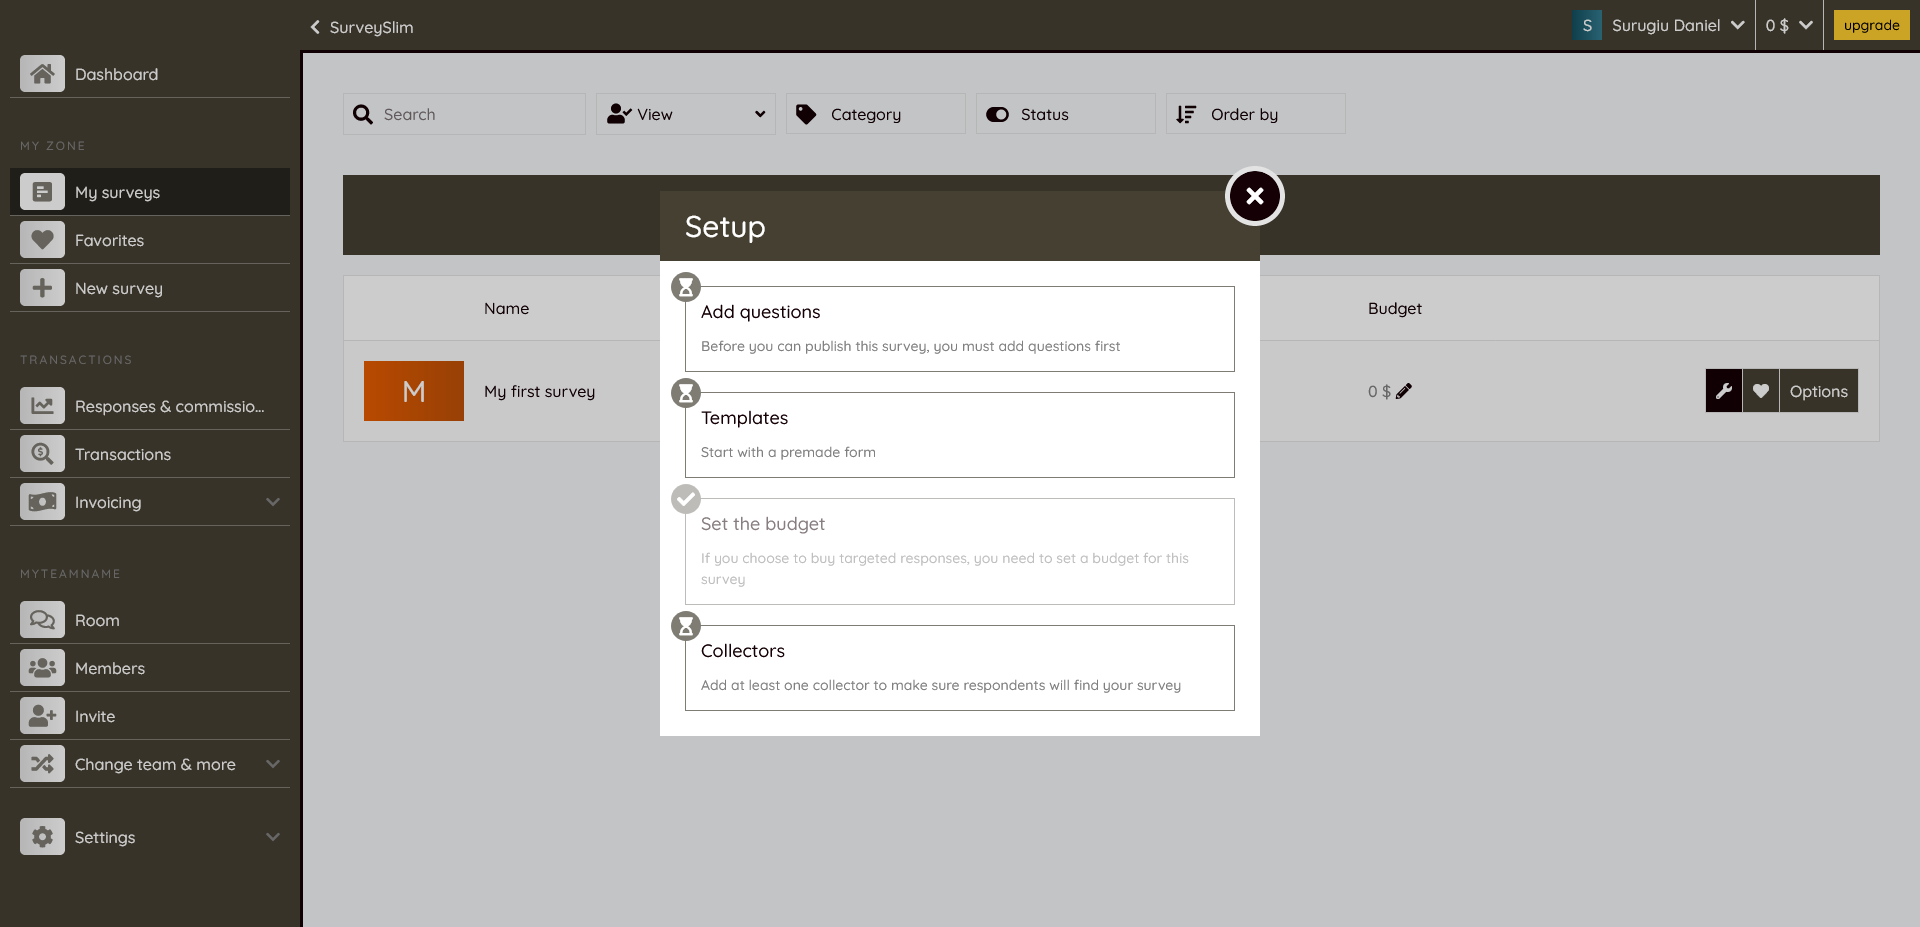 SurveySlim
S Surugiu Daniel 0 $ upgrade
Dashboard
MY ZONE
My surveys
Favorites
New survey
TRANSACTIONS
Responses & commissio...
Transactions
Invoicing
MYTEAMNAME
Room
Members
Invite
Change team & more
Settings
Search View Category Status Order by
Name Budget
M My first survey 0 $ Options
Setup
Add questions
Before you can publish this survey, you must add questions first
Templates
Start with a premade form
Set the budget
If you choose to buy targeted responses, you need to set a budget for this
survey
Collectors
Add at least one collector to make sure respondents will find your survey